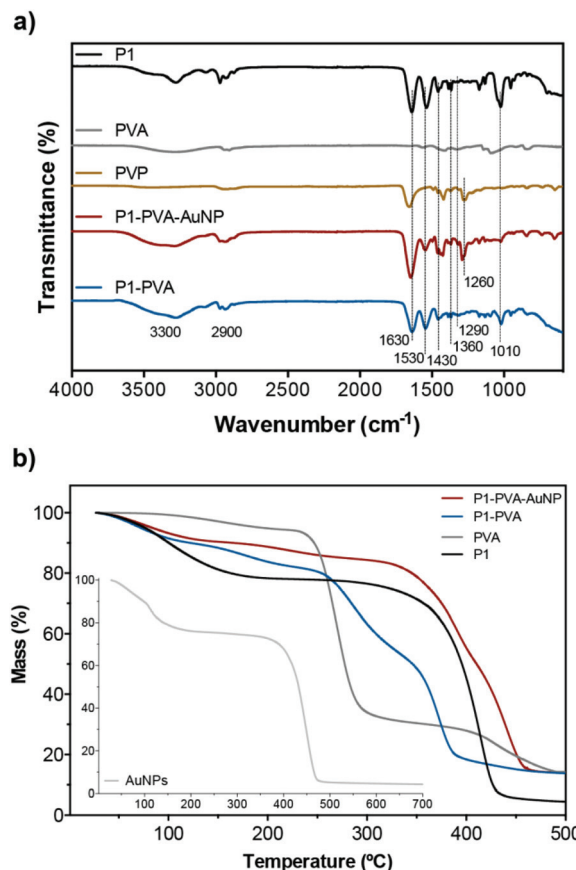 a)
P1
PVA
PVP
P1-PVA-AuNP
P1-PVA
3300 2900 1630 1530 1430 1360 1290 1260 1010
4000 3500 3000 2500 2000 1500 1000
Transmittance (%)
Wavenumber (cm-1)
b)
P1-PVA-AuNP
P1-PVA
PVA
P1
100
80
60
40
20
0
100
80
60
40
20
0
AuNPs
100 200 300 400 500 600 700
100 200 300 400 500
Mass (%)
Temperature (ºC)